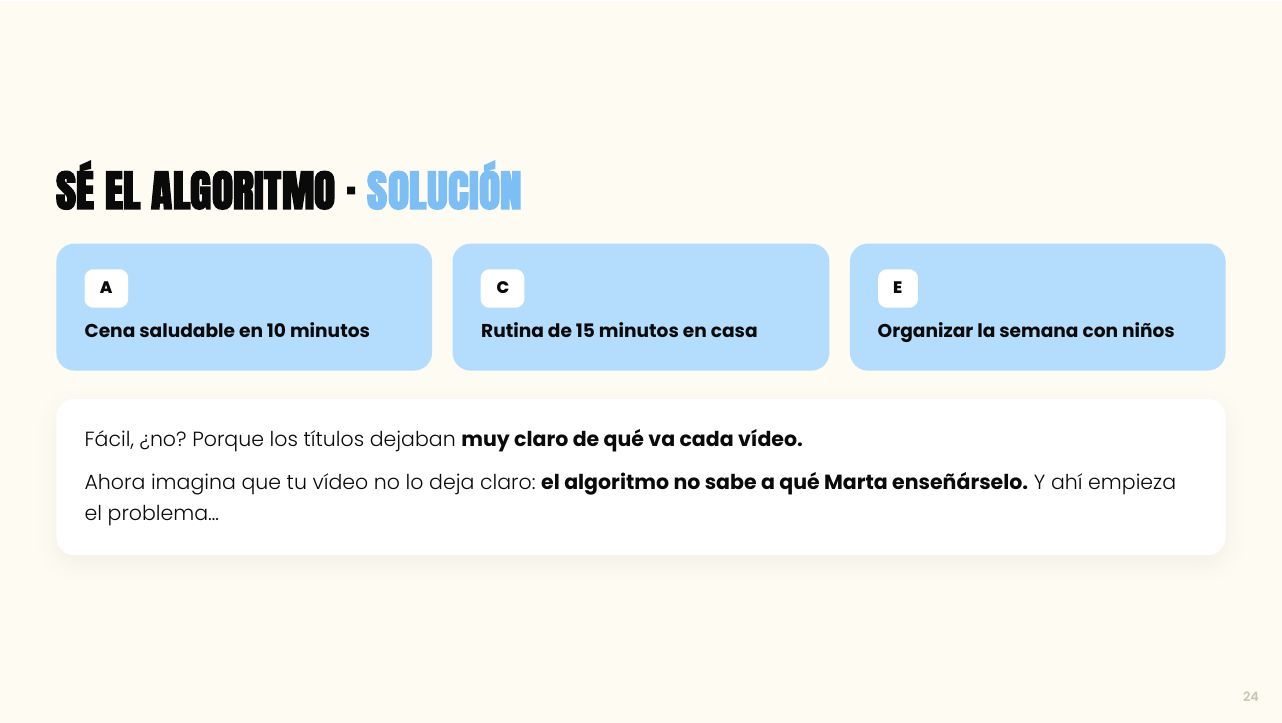 SÉ EL ALGORITMO · SOLUCIÓN
A
Cena saludable en 10 minutos
C
Rutina de 15 minutos en casa
E
Organizar la semana con niños
Fácil, ¿no? Porque los títulos dejaban muy claro de qué va cada vídeo.
Ahora imagina que tu vídeo no lo deja claro: el algoritmo no sabe a qué Marta enseñárselo. Y ahí empieza
el problema...
24